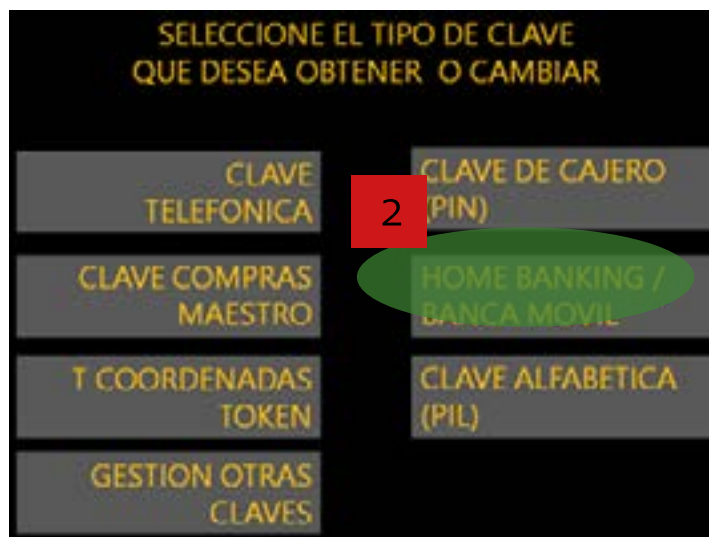 SELECCIONE EL TIPO DE CLAVE
QUE DESEA OBTENER O CAMBIAR
CLAVE
TELEFONICA
CLAVE COMPRAS
MAESTRO
T COORDENADAS
TOKEN
GESTION OTRAS
CLAVES
2
CLAVE DE CAJERO
(PIN)
HOME BANKING /
BANCA MOVIL
CLAVE ALFABETICA
(PIL)